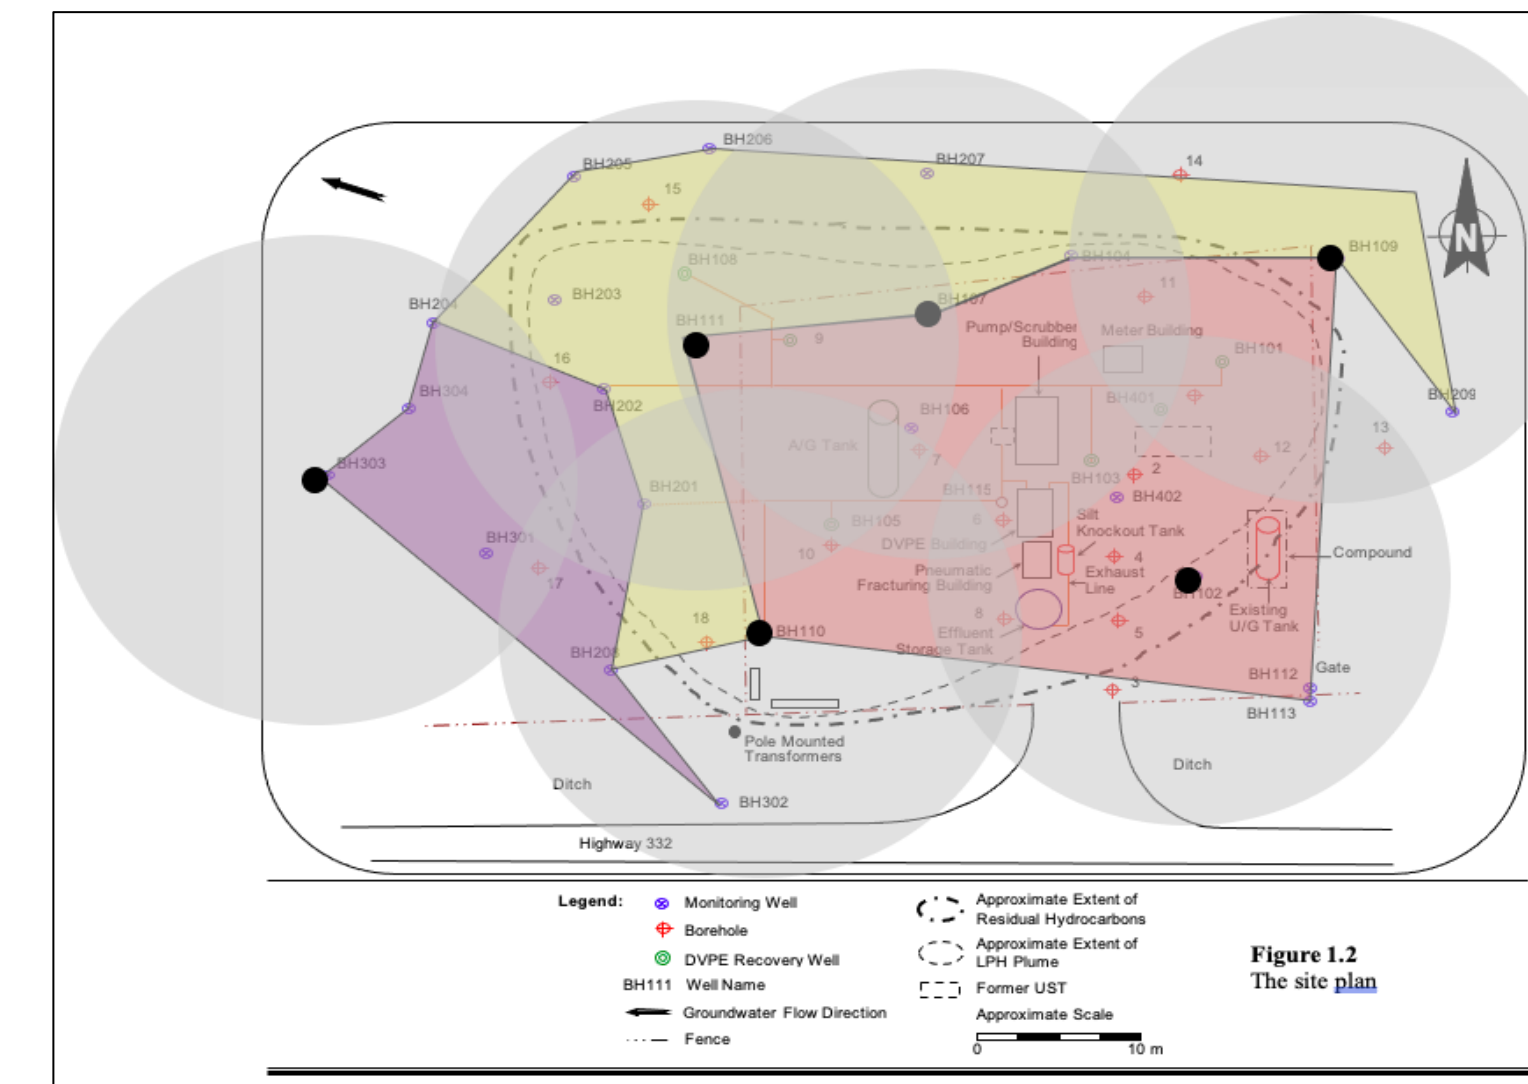 BH206
BH205
BH207
14
15
N
BH109
BH104
BH108
11
BH203
BH204
BH107
BH111
Pump/Scrubber
Building
Meter Building
9
BH101
16
BH304
BH202
BH106
BH401
BH209
A/G Tank
13
12
7
BH303
2
BH103
BH201
BH115
BH402
6
Silt
Knockout Tank
BH105
BH301
DVPE Building
10
4
Compound
17
Pneumatic
Fracturing Building
Exhaust
Line
BH102
Existing
U/G Tank
18
8
5
BH110
Effluent
Storage Tank
BH208
Gate
BH112
3
BH113
Pole Mounted
Transformers
Ditch
Ditch
BH302
Highway 332
Legend:
Monitoring Well
Borehole
DVPE Recovery Well
BH111 Well Name
Groundwater Flow Direction
Fence
Approximate Extent of
Residual Hydrocarbons
Approximate Extent of
LPH Plume
Former UST
Approximate Scale
0 10 m
Figure 1.2
The site plan